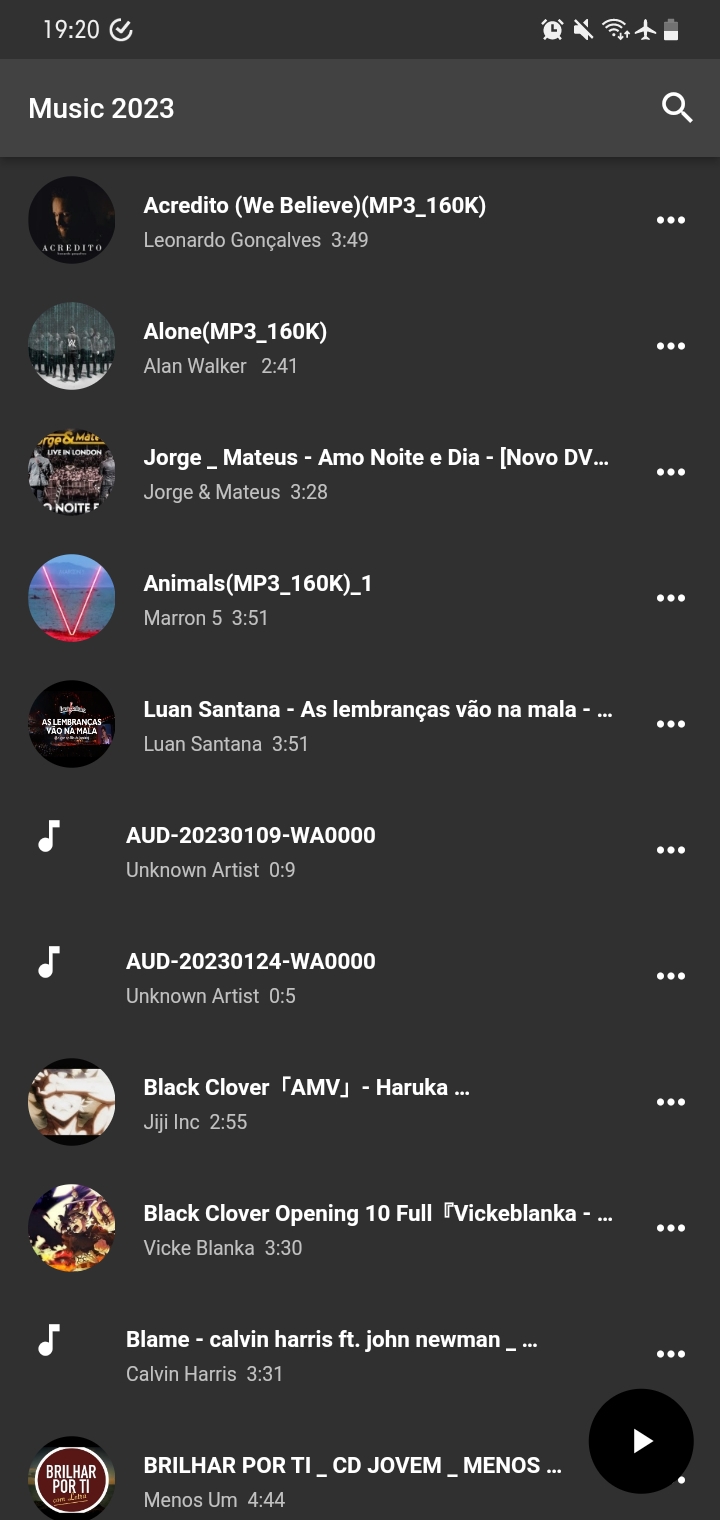 19:20
Music 2023
ACREDITO
Acredito (We Believe)(MP3_160K)
Leonardo Gonçalves 3:49
Alone(MP3_160K)
Alan Walker 2:41
LIVE IN LONDON
Jorge _ Mateus - Amo Noite e Dia - [Novo DV...
Jorge & Mateus 3:28
Animals(MP3_160K)_1
Marron 5 3:51
AS LEMBRANÇAS
VÃO NA MALA
Luan Santana - As lembranças vão na mala - ...
Luan Santana 3:51
AUD-20230109-WA0000
Unknown Artist 0:9
AUD-20230124-WA0000
Unknown Artist 0:5
Black Clover「AMV」- Haruka ...
Jiji Inc 2:55
Black Clover Opening 10 Full『Vickeblanka - ...
Vicke Blanka 3:30
Blame - calvin harris ft. john newman _ ...
Calvin Harris 3:31
BRILHAR
POR TI
com Letra
BRILHAR POR TI _ CD JOVEM _ MENOS ...
Menos Um 4:44